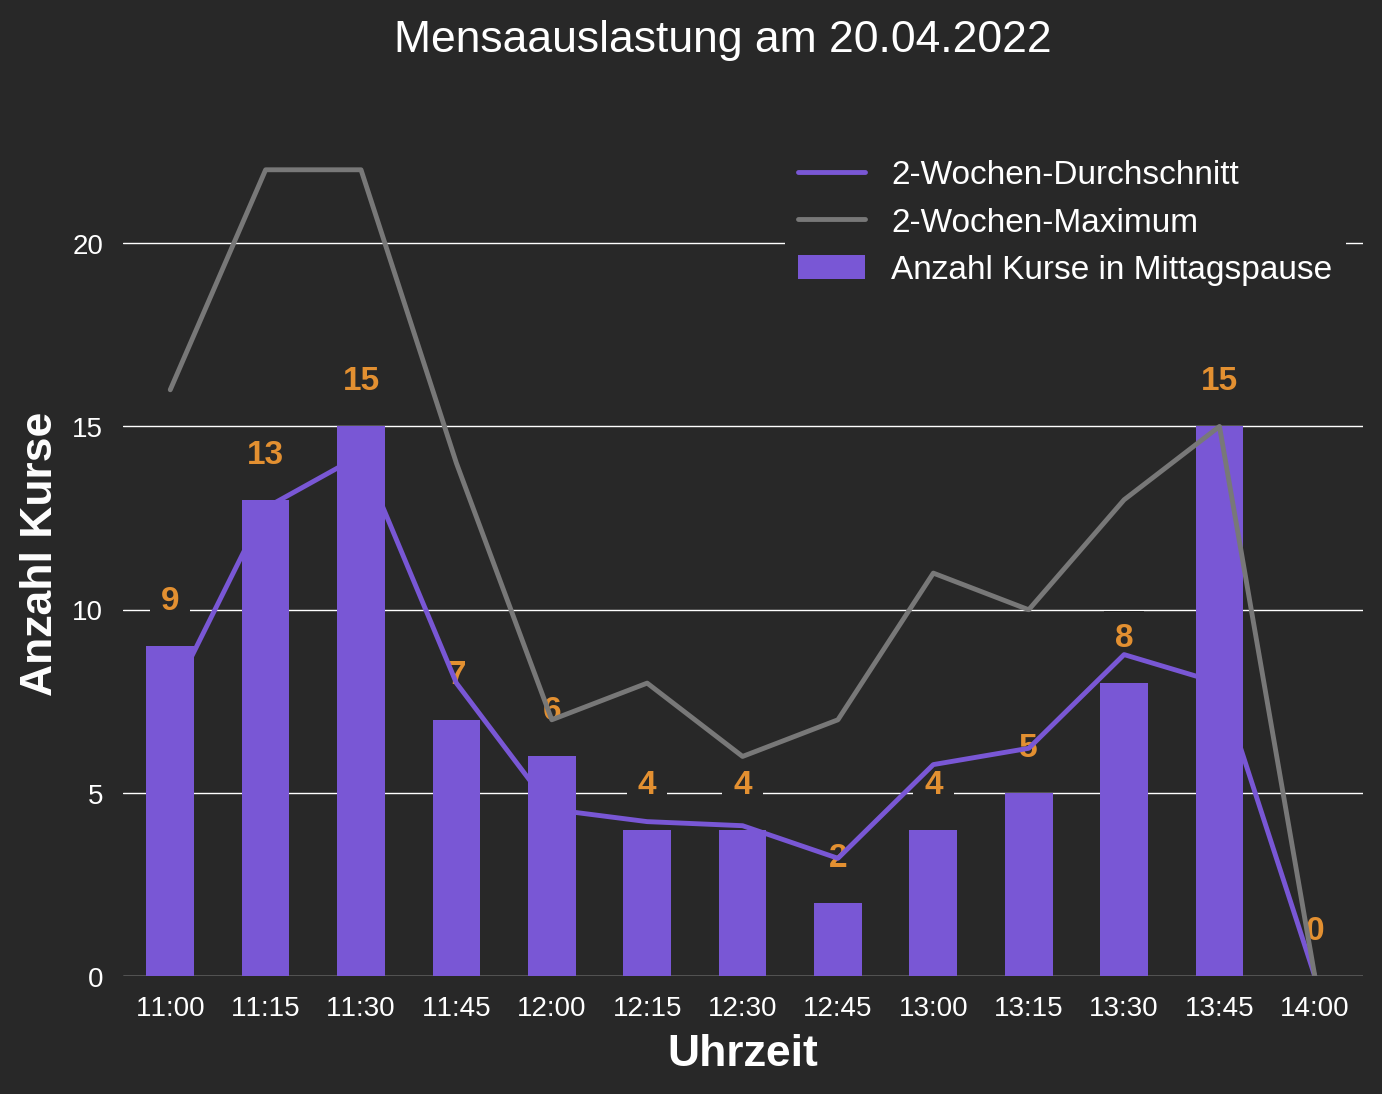 Mensaauslastung am 20.04.2022
2-Wochen-Durchschnitt
2-Wochen-Maximum
Anzahl Kurse in Mittagspause
Anzahl Kurse
20
15
10
5
0
9
13
15
7
6
4
4
2
4
5
8
15
0
11:00 11:15 11:30 11:45 12:00 12:15 12:30 12:45 13:00 13:15 13:30 13:45 14:00
Uhrzeit